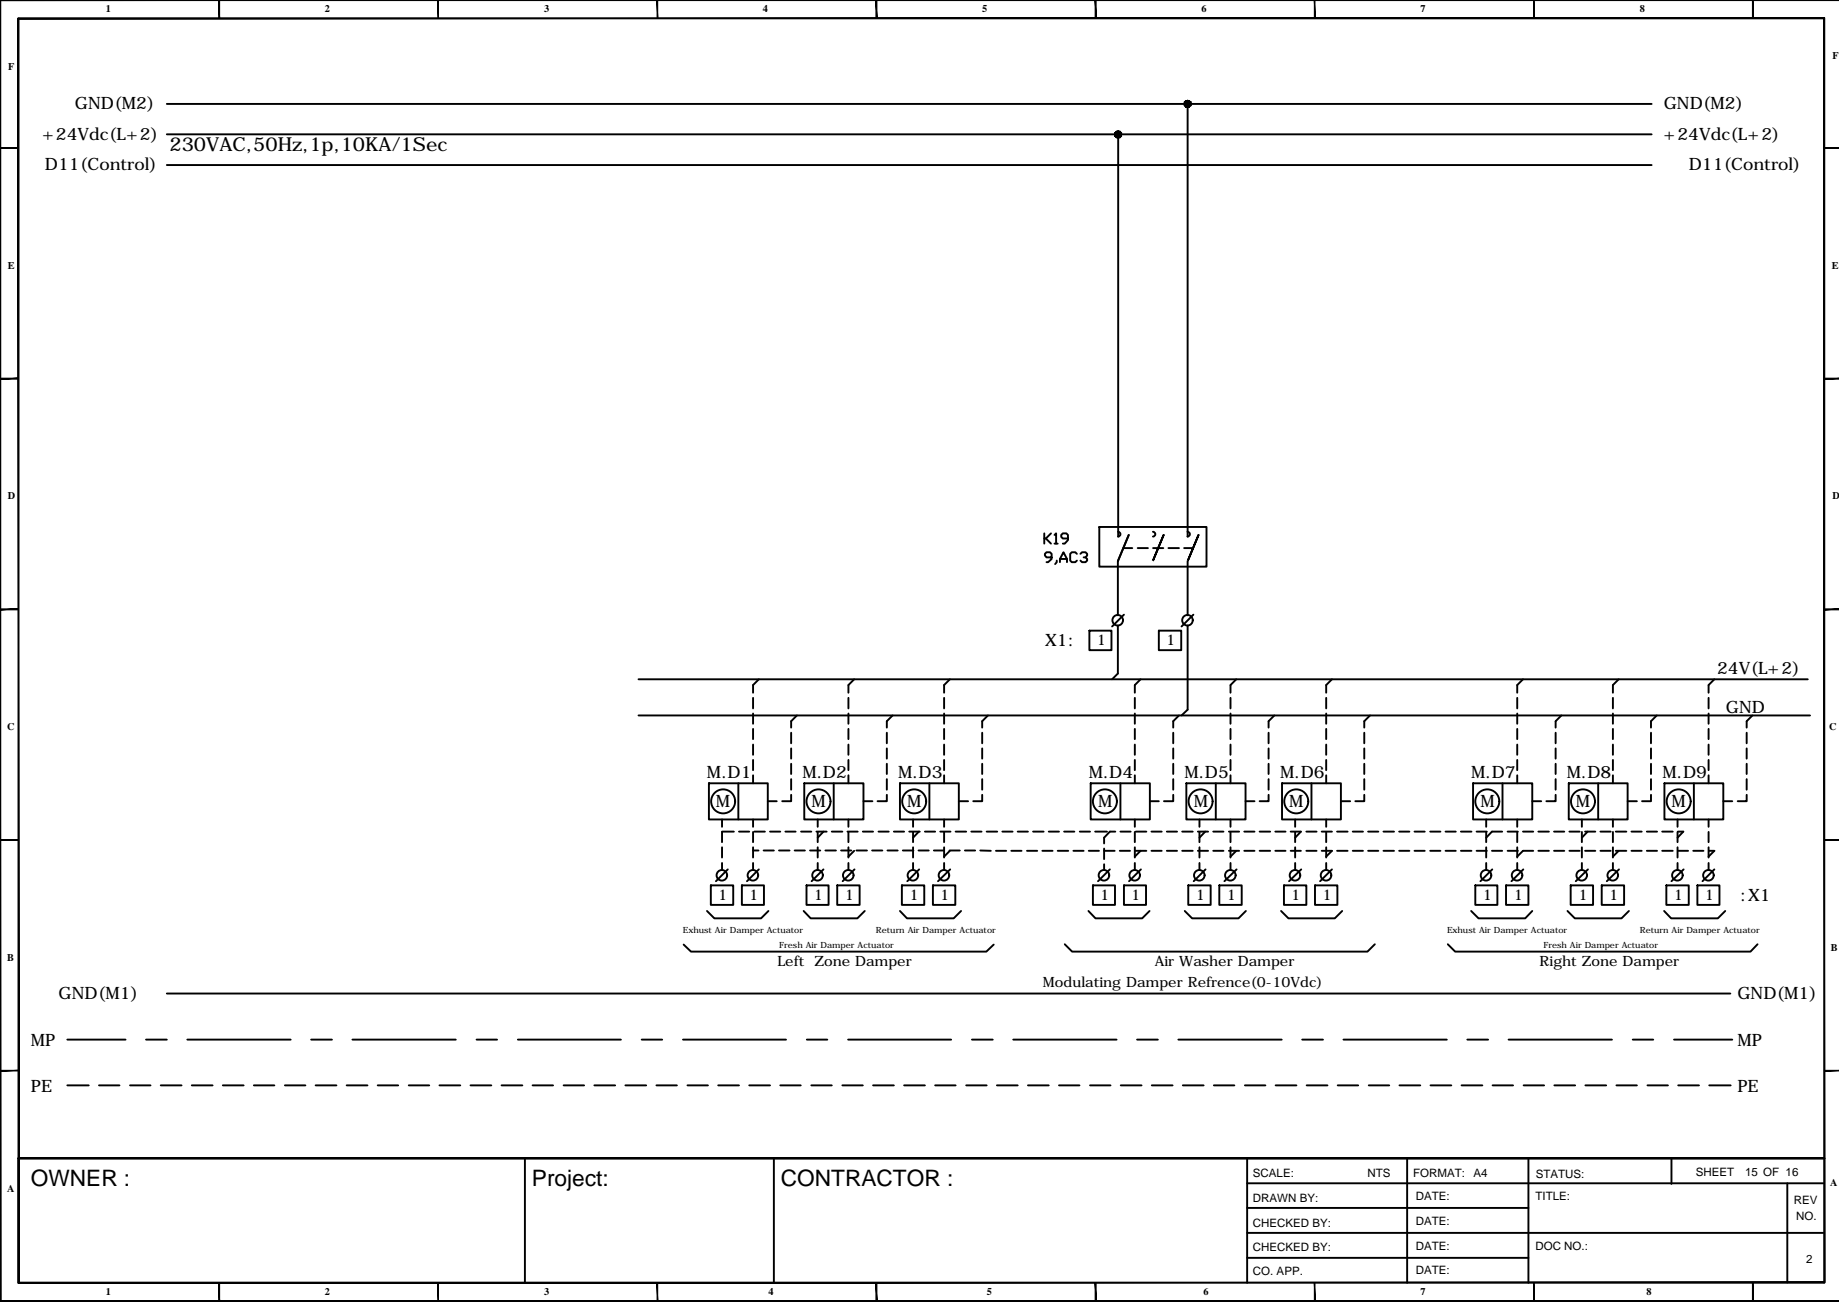 1 2 3 4 5 6 7 8
F F
GND(M2) GND(M2)
+24Vdc(L+2) 230VAC,50Hz,1p,10KA/1Sec +24Vdc(L+2)
D11(Control) D11(Control)
E E
D D
K19
9,AC3
X1: 1 1
24V(L+2)
GND
C C
M.D1 M.D2 M.D3 M.D4 M.D5 M.D6 M.D7 M.D8 M.D9
M M M M M M M M M
1 1 1 1 1 1 1 1 1 1 1 1 1 1 1 1 1 1 :X1
Exhust Air Damper Actuator Return Air Damper Actuator Exhust Air Damper Actuator Return Air Damper Actuator
Fresh Air Damper Actuator Fresh Air Damper Actuator
B B
Left Zone Damper Air Washer Damper Right Zone Damper
Modulating Damper Refrence(0-10Vdc)
GND(M1) GND(M1)
MP MP
PE PE
A A
OWNER : Project: CONTRACTOR :
SCALE: NTS FORMAT: A4 STATUS: SHEET 15 OF 16
DRAWN BY: DATE: TITLE: REV
NO.
CHECKED BY: DATE:
CHECKED BY: DATE: DOC NO.: 2
CO. APP. DATE:
1 2 3 4 5 6 7 8